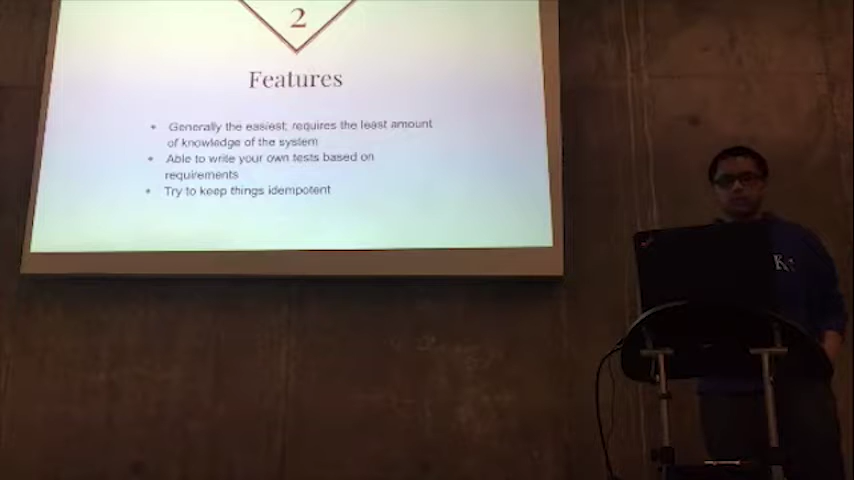 2
Features
• Generally the easiest; requires the least amount
of knowledge of the system
• Able to write your own tests based on
requirements
• Try to keep things idempotent